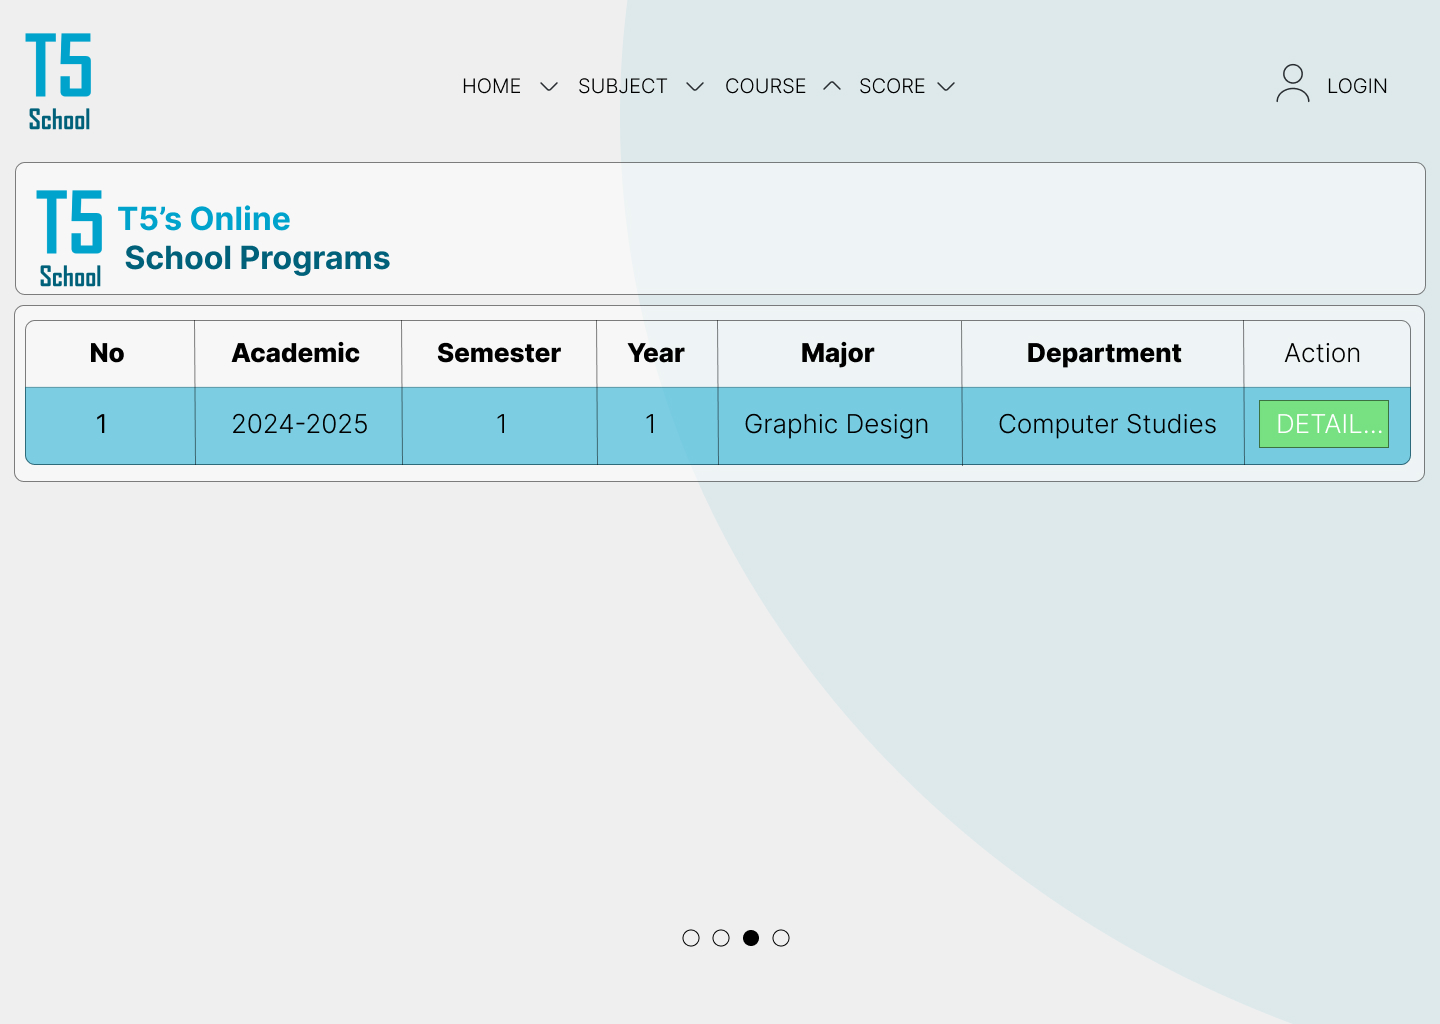 T5
School
HOME SUBJECT COURSE SCORE LOGIN
T5
School
T5’s Online
School Programs
No Academic Semester Year Major Department Action
1 2024-2025 1 1 Graphic Design Computer Studies DETAIL...